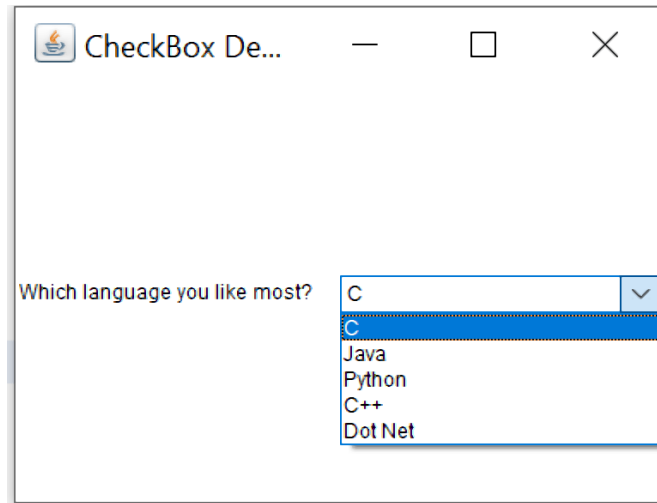 CheckBox De...
Which language you like most? C
C
Java
Python
C++
Dot Net